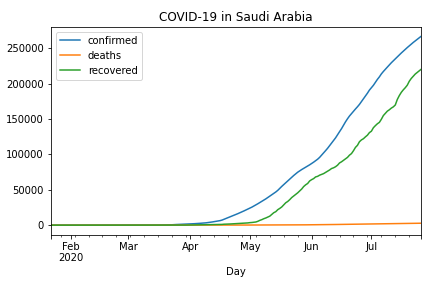 COVID-19 in Saudi Arabia
confirmed
deaths
recovered
250000
200000
150000
100000
50000
0
Feb Mar Apr May Jun Jul
2020
Day